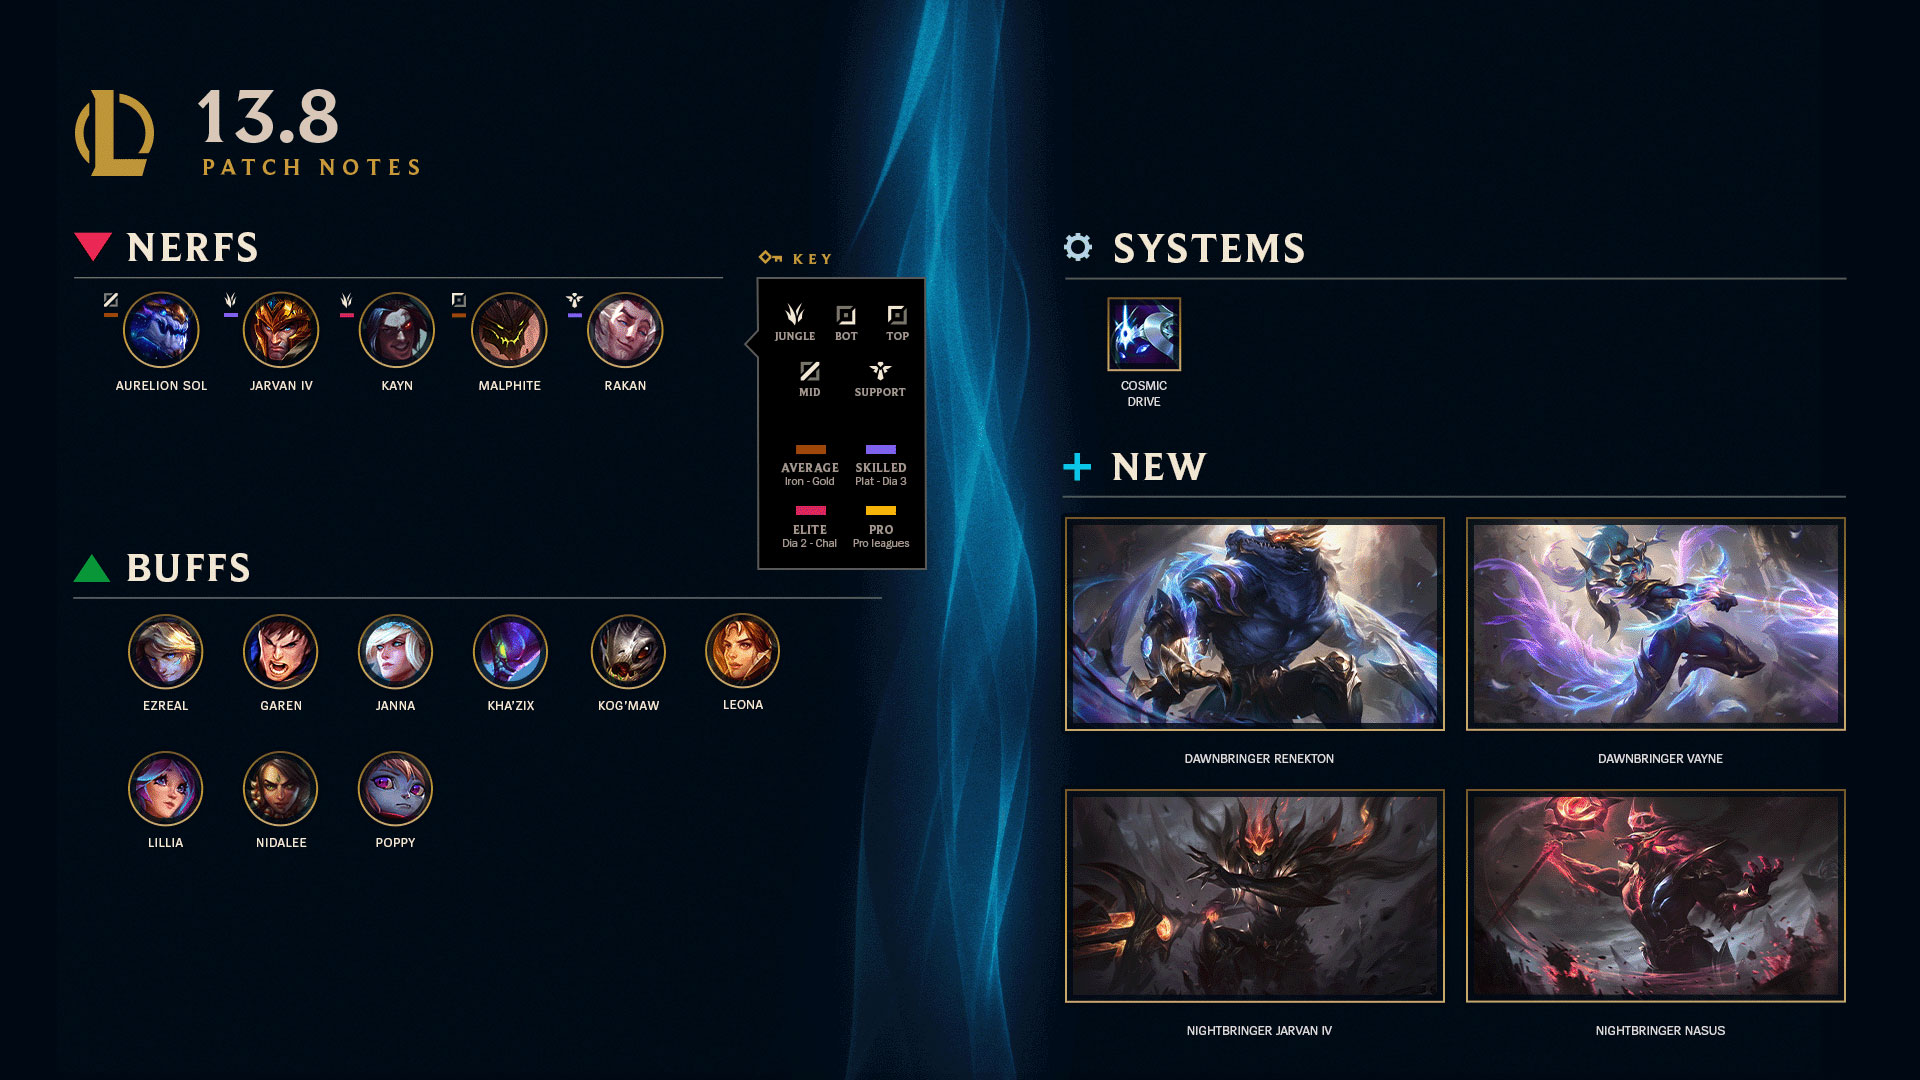 13.8
PATCH NOTES
NERFS
AURELION SOL
JARVAN IV
KAYN
MALPHITE
RAKAN
KEY
JUNGLE
BOT
TOP
MID
SUPPORT
AVERAGE
Iron - Gold
SKILLED
Plat - Dia 3
ELITE
Dia 2 - Chal
PRO
Pro leagues
BUFFS
EZREAL
GAREN
JANNA
KHA'ZIX
KOG'MAW
LEONA
LILLIA
NIDALEE
POPPY
SYSTEMS
COSMIC
DRIVE
NEW
DAWNBRINGER RENEKTON
DAWNBRINGER VAYNE
NIGHTBRINGER JARVAN IV
NIGHTBRINGER NASUS